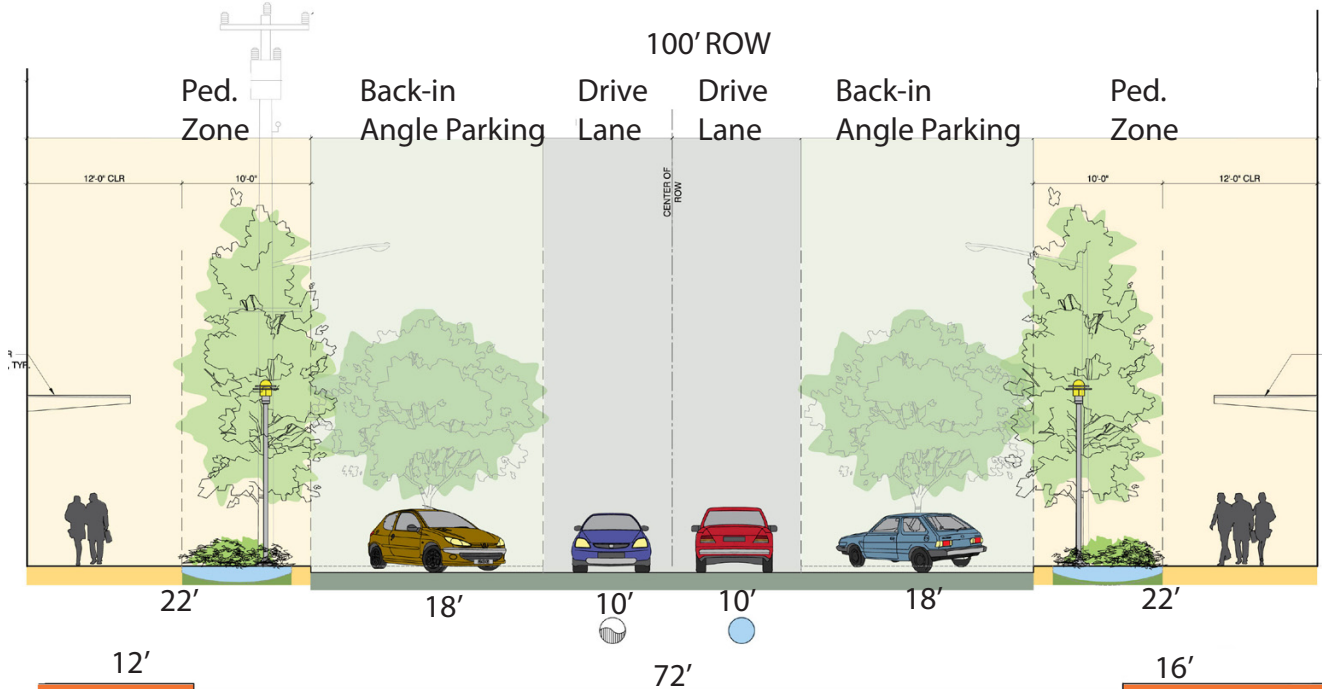 100' ROW
Ped.
Zone
Back-in
Angle Parking
Drive
Lane
Drive
Lane
Back-in
Angle Parking
Ped.
Zone
12'-0" CLR
10'-0"
CENTER OF
ROW
10'-0"
12'-0" CLR
R
TYP.
22'
18'
10'
10'
18'
22'
12'
72'
16'